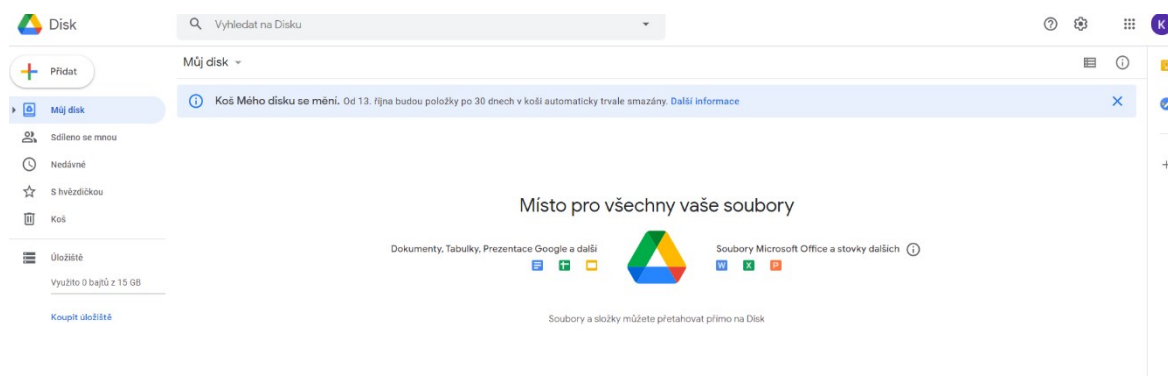 Disk
Vyhledat na Disku
K
Přidat
Můj disk
Koš Mého disku se mění. Od 13. října budou položky po 30 dnech v koši automaticky trvale smazány. Další informace
Můj disk
Sdíleno se mnou
Nedávné
S hvězdičkou
Koš
Úložiště
Využito 0 bajtů z 15 GB
Koupit úložiště
Místo pro všechny vaše soubory
Dokumenty, Tabulky, Prezentace Google a další
Soubory Microsoft Office a stovky dalších
W X P
Soubory a složky můžete přetahovat přímo na Disk